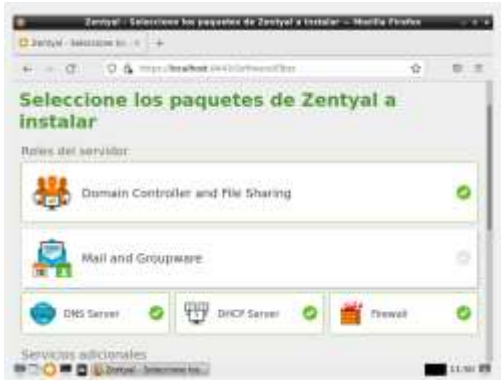 Zentyal - Seleccione los paquetes de Zentyal a instalar — Mozilla Firefox
Seleccione los paquetes de Zentyal a
instalar
Roles del servidor
Domain Controller and File Sharing
Mail and Groupware
DNS Server
DHCP Server
Firewall
Servicios adicionales